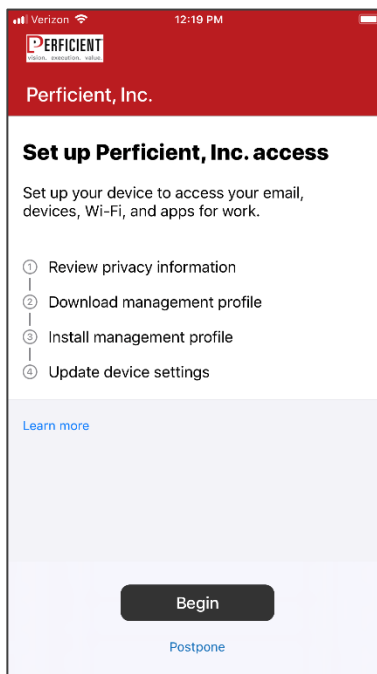 Verizon 12:19 PM
PERFICIENT
vision. execution. value.
Perficient, Inc.
Set up Perficient, Inc. access
Set up your device to access your email,
devices, Wi-Fi, and apps for work.
1 Review privacy information
2 Download management profile
3 Install management profile
4 Update device settings
Learn more
Begin
Postpone